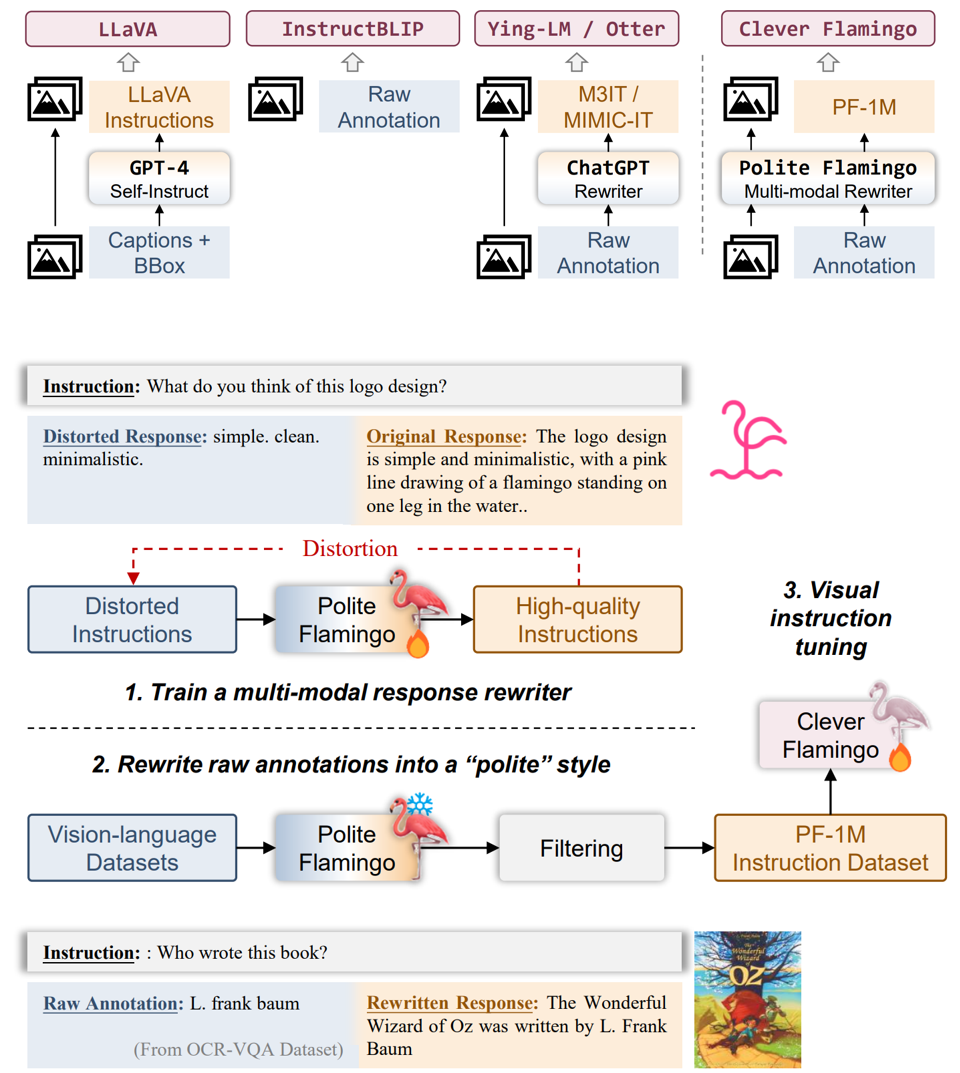 LLaVA
InstructBLIP
Ying-LM / Otter
Clever Flamingo
LLaVA
Instructions
Raw
Annotation
M3IT /
MIMIC-IT
PF-1M
GPT-4
Self-Instruct
ChatGPT
Rewriter
Polite Flamingo
Multi-modal Rewriter
Captions +
BBox
Raw
Annotation
Raw
Annotation
Instruction: What do you think of this logo design?
Distorted Response: simple. clean.
minimalistic.
Original Response: The logo design
is simple and minimalistic, with a pink
line drawing of a flamingo standing on
one leg in the water..
Distortion
Distorted
Instructions
Polite
Flamingo
High-quality
Instructions
1. Train a multi-modal response rewriter
3. Visual
instruction
tuning
Clever
Flamingo
2. Rewrite raw annotations into a “polite” style
Vision-language
Datasets
Polite
Flamingo
Filtering
PF-1M
Instruction Dataset
Instruction: : Who wrote this book?
Raw Annotation: L. frank baum
(From OCR-VQA Dataset)
Rewritten Response: The Wonderful
Wizard of Oz was written by L. Frank
Baum
The
Wonderful
Wizard of
OZ